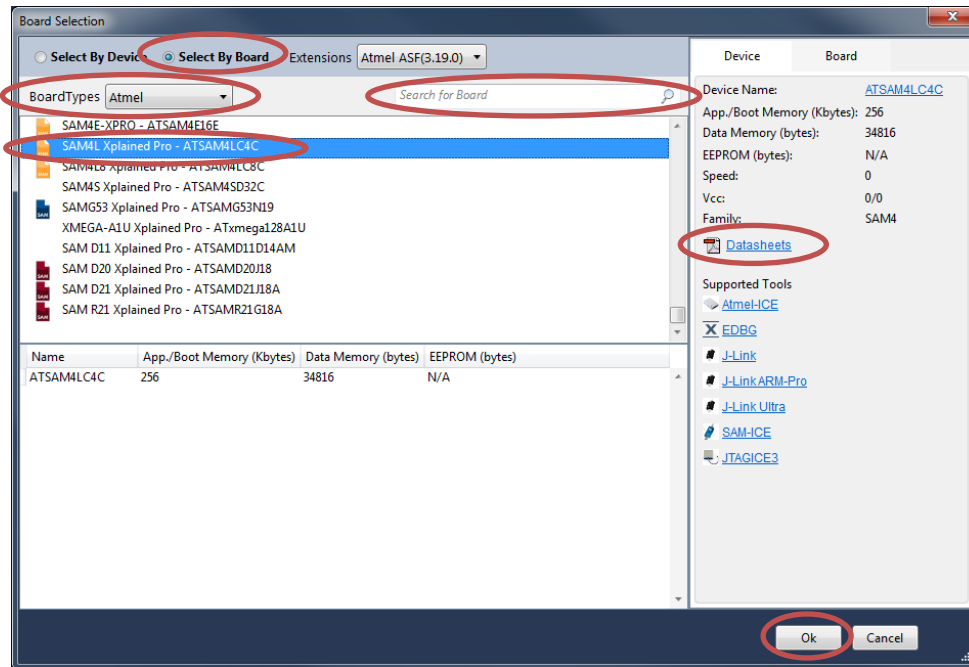 Board Selection
Select By Device Select By Board Extensions Atmel ASF(3.19.0)
BoardTypes Atmel Search for Board
SAM4E-XPRO - ATSAM4E16E
SAM4L Xplained Pro - ATSAM4LC4C
SAM4L8 Xplained Pro - ATSAM4LC8C
SAM4S Xplained Pro - ATSAM4SD32C
SAMG53 Xplained Pro - ATSAMG53N19
XMEGA-A1U Xplained Pro - ATxmega128A1U
SAM D11 Xplained Pro - ATSAMD11D14AM
SAM D20 Xplained Pro - ATSAMD20J18
SAM D21 Xplained Pro - ATSAMD21J18A
SAM R21 Xplained Pro - ATSAMR21G18A
Name App./Boot Memory (Kbytes) Data Memory (bytes) EEPROM (bytes)
ATSAM4LC4C 256 34816 N/A
Device Board
Device Name: ATSAM4LC4C
App./Boot Memory (Kbytes): 256
Data Memory (bytes): 34816
EEPROM (bytes): N/A
Speed: 0
Vcc: 0/0
Family: SAM4
Datasheets
Supported Tools
Atmel-ICE
EDBG
J-Link
J-Link ARM-Pro
J-Link Ultra
SAM-ICE
JTAGICE3
Ok Cancel